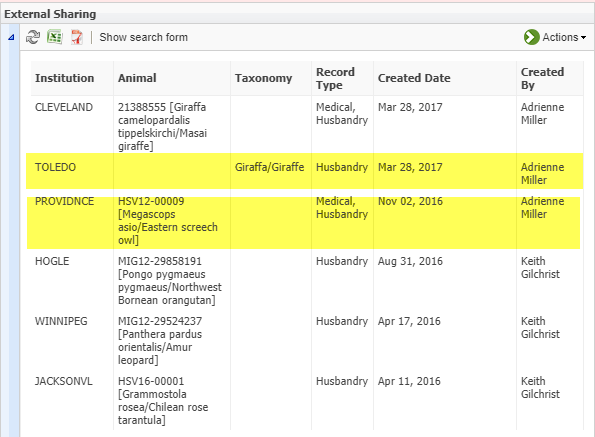 External Sharing
Show search form
Actions
Institution Animal Taxonomy Record Type Created Date Created By
CLEVELAND 21388555 [Giraffa camelopardalis tippelskirchi/Masai giraffe] Medical, Husbandry Mar 28, 2017 Adrienne Miller
TOLEDO Giraffa/Giraffe Husbandry Mar 28, 2017 Adrienne Miller
PROVIDNCE HSV12-00009 [Megascops asio/Eastern screech owl] Medical, Husbandry Nov 02, 2016 Adrienne Miller
HOGLE MIG12-29858191 [Pongo pygmaeus pygmaeus/Northwest Bornean orangutan] Husbandry Aug 31, 2016 Keith Gilchrist
WINNIPEG MIG12-29524237 [Panthera pardus orientalis/Amur leopard] Husbandry Apr 17, 2016 Keith Gilchrist
JACKSONVL HSV16-00001 [Grammostola rosea/Chilean rose tarantula] Husbandry Apr 11, 2016 Keith Gilchrist